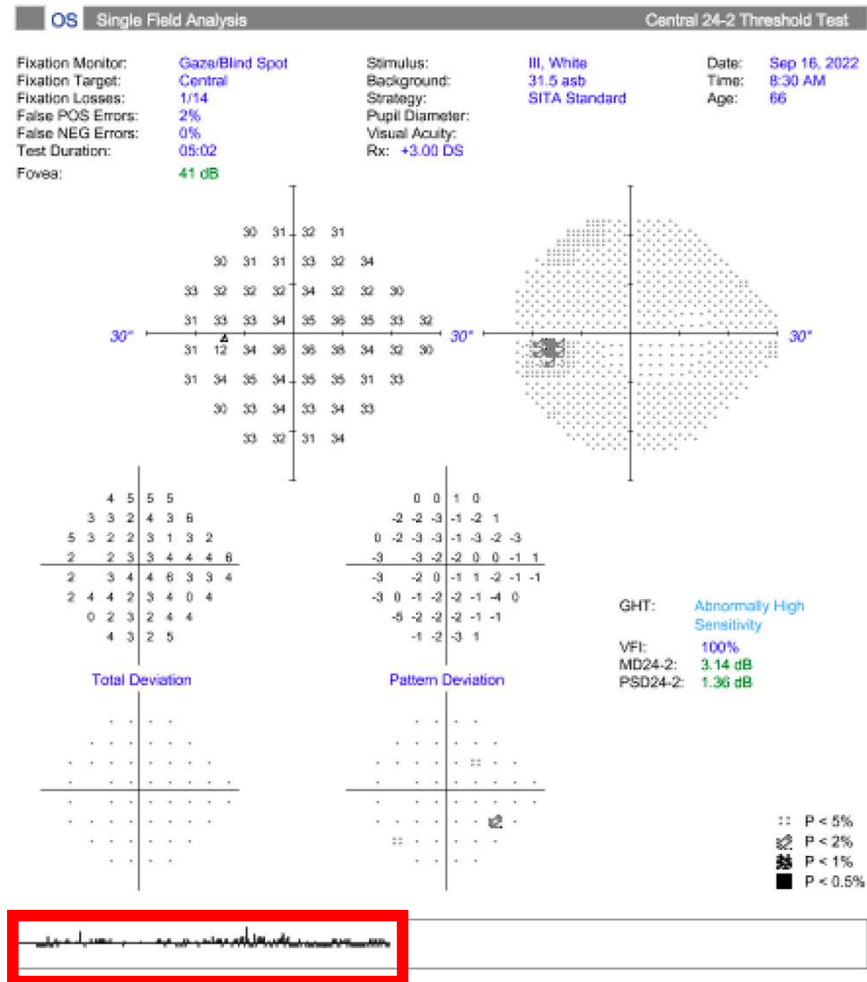 OS Single Field Analysis Central 24-2 Threshold Test
Fixation Monitor: Gaze/Blind Spot Stimulus: III, White Date: Sep 16, 2022
Fixation Target: Central Background: 31.5 asb Time: 8:30 AM
Fixation Losses: 1/14 Strategy: SITA Standard Age: 66
False POS Errors: 2% Pupil Diameter:
False NEG Errors: 0% Visual Acuity:
Test Duration: 05:02 Rx: +3.00 DS
Fovea: 41 dB
30 31 32 31
30 31 31 33 32 34
33 32 32 32 34 32 32 30
31 33 33 34 35 36 35 33 32
30° 30° 30°
31 12 34 36 36 38 34 32 30
31 34 35 34 35 35 31 33
30 33 34 33 34 33
33 32 31 34
4 5 5 5 0 0 1 0
3 3 2 4 3 6 -2 -2 -3 -1 -2 1
5 3 2 2 3 1 3 2 0 -2 -3 -3 -1 -3 -2 -3
2 2 3 3 4 4 4 6 -3 -3 -2 -2 0 0 -1 1
2 3 4 4 6 3 3 4 -3 -2 0 -1 1 -2 -1 -1
2 4 4 2 3 4 0 4 -3 0 -1 -2 -2 -1 -4 0
0 2 3 2 4 4 -5 -2 -2 -2 -1 -1
4 3 2 5 -1 -2 -3 1
GHT: Abnormally High
Sensitivity
VFI: 100%
MD24-2: 3.14 dB
PSD24-2: 1.36 dB
Total Deviation Pattern Deviation
P < 5%
P < 2%
P < 1%
P < 0.5%